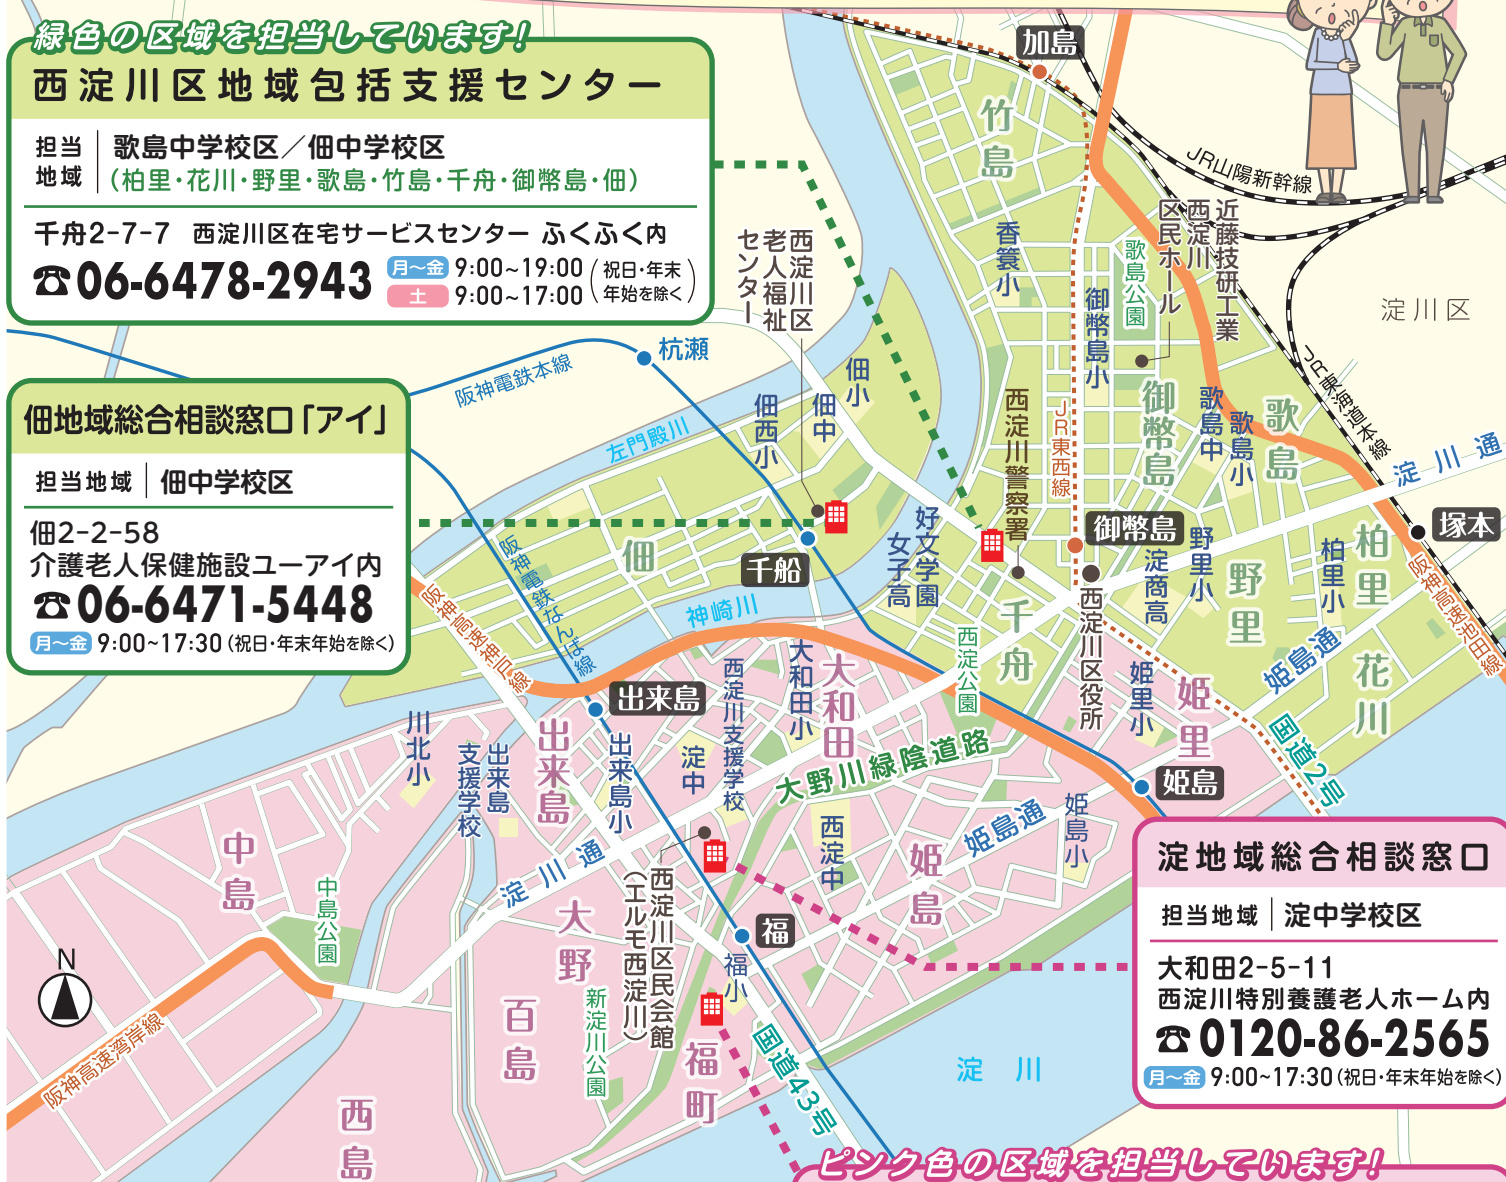 緑色の区域を担当しています!
西淀川区地域包括支援センター
担当地域
歌島中学校区／佃中学校区
(柏里・花川・野里・歌島・竹島・千舟・御幣島・佃)
千舟2-7-7 西淀川区在宅サービスセンター ふくふく内
☎06-6478-2943
月〜金 9:00~19:00
土 9:00~17:00
(祝日・年末年始を除く)
佃地域総合相談窓口「アイ」
担当地域 佃中学校区
佃2-2-58
介護老人保健施設ユーアイ内
☎06-6471-5448
月〜金 9:00~17:30(祝日・年末年始を除く)
淀地域総合相談窓口
担当地域 淀中学校区
大和田2-5-11
西淀川特別養護老人ホーム内
☎0120-86-2565
月〜金 9:00~17:30(祝日・年末年始を除く)
ピンク色の区域を担当しています!
加島
竹島
JR山陽新幹線
近藤技研工業
西淀川
区民ホール
歌島公園
香簑小
御幣島小
淀川区
西淀川区
老人福祉
センター
杭瀬
阪神電鉄本線
佃小
佃中
佃西小
左門殿川
西淀川警察署
JR東西線
御幣島
歌島中
歌島小
歌島
JR東海道本線
淀川通
塚本
御幣島
好文学園
女子高
千船
佃
阪神電鉄なんば線
神崎川
阪神高速神戸線
千舟
西淀公園
西淀川区役所
淀商高
野里小
野里
柏里小
柏里
花川
阪神高速池田線
姫島通
国道2号
姫里小
姫里
大和田小
大和田
西淀川支援学校
出来島
出来島
出来島小
淀中
川北小
出来島
支援学校
大野川緑陰道路
姫島
姫島通
姫島小
西淀中
姫島
中島
中島公園
淀川通
大野
西淀川区民会館
(エルモ西淀川)
福
福小
百島
新淀川公園
福町
国道43号
淀川
N
阪神高速湾岸線
西島